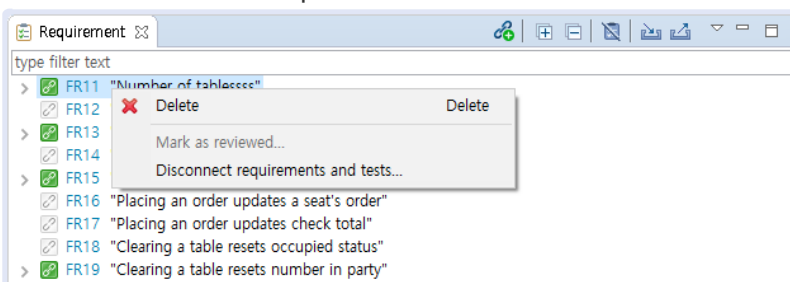 Requirement
type filter text
FR11 "Number of tablessss"
FR12
Delete Delete
FR13
Mark as reviewed...
FR14
Disconnect requirements and tests...
FR15
FR16 "Placing an order updates a seat's order"
FR17 "Placing an order updates check total"
FR18 "Clearing a table resets occupied status"
FR19 "Clearing a table resets number in party"